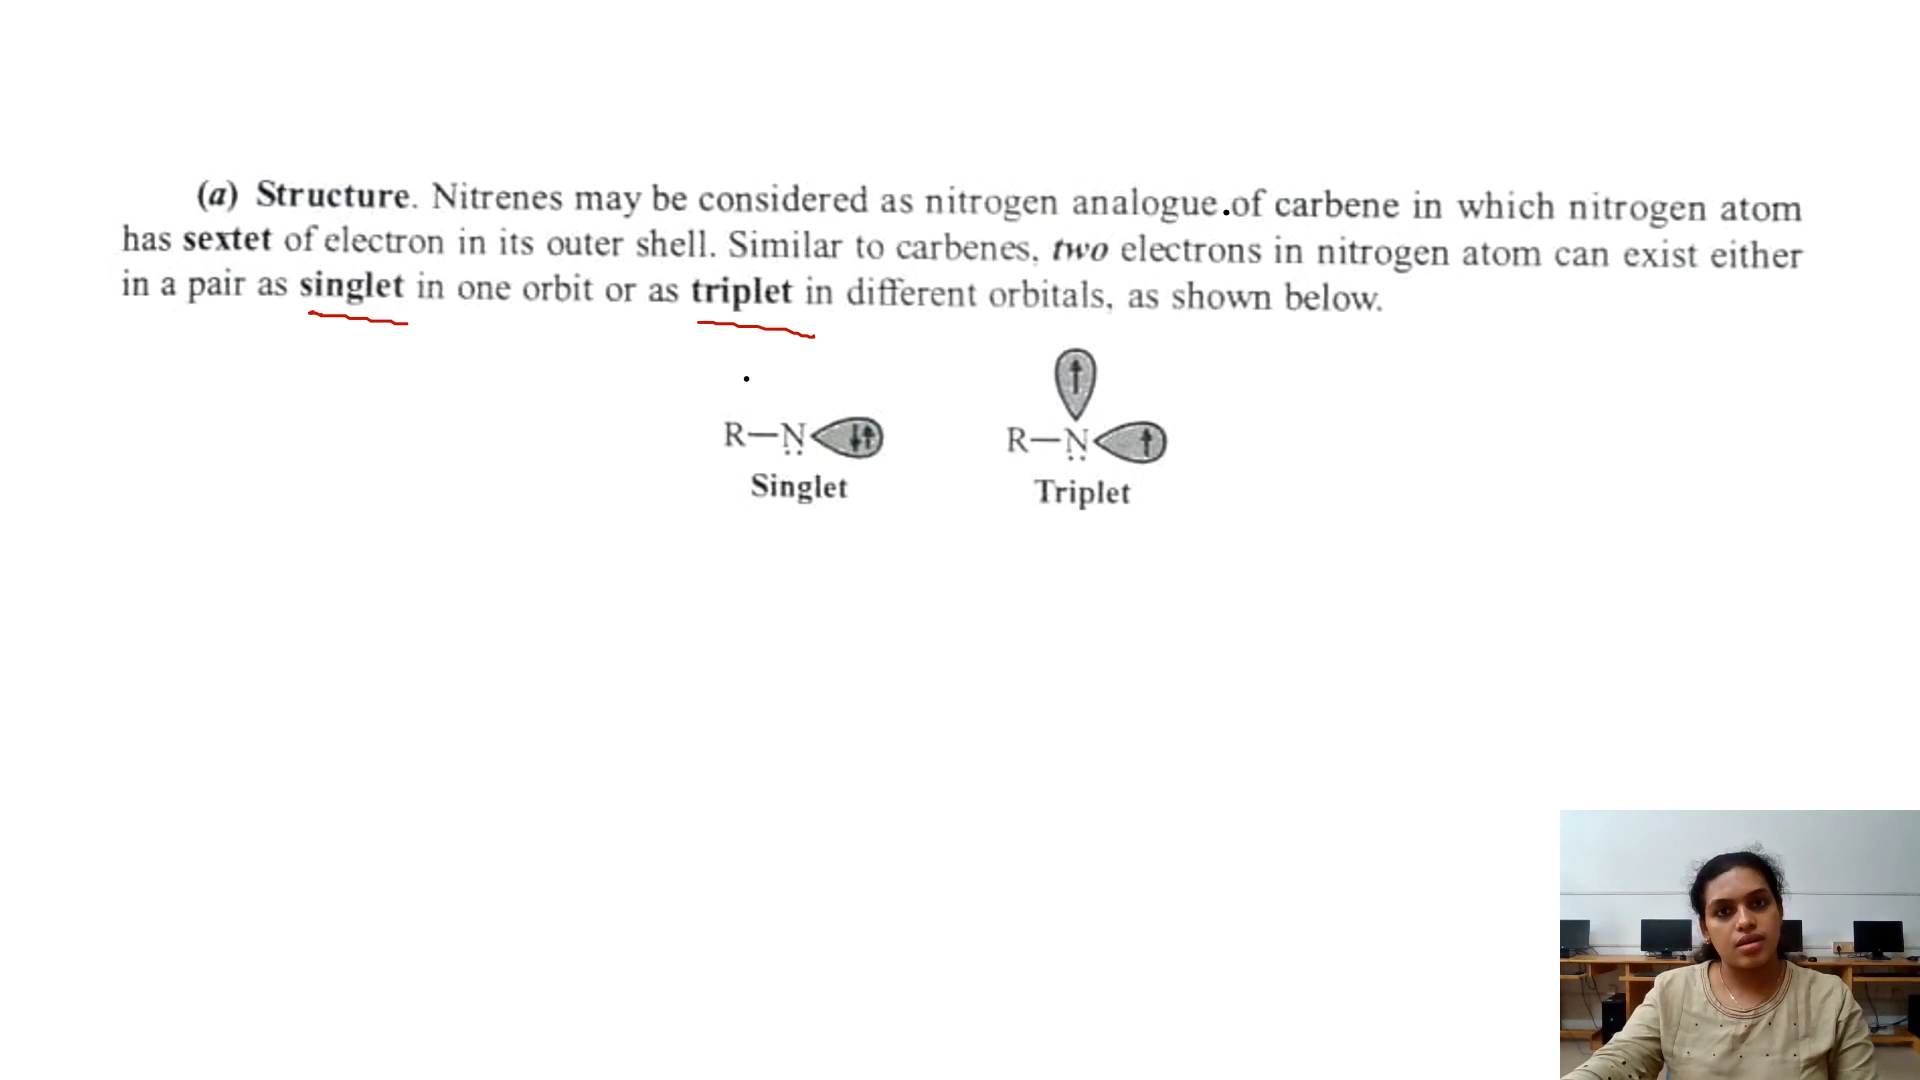 (a) Structure. Nitrenes may be considered as nitrogen analogue of carbene in which nitrogen atom
has sextet of electron in its outer shell. Similar to carbenes, two electrons in nitrogen atom can exist either
in a pair as singlet in one orbit or as triplet in different orbitals, as shown below.
R—N̤ R—N̤
Singlet Triplet